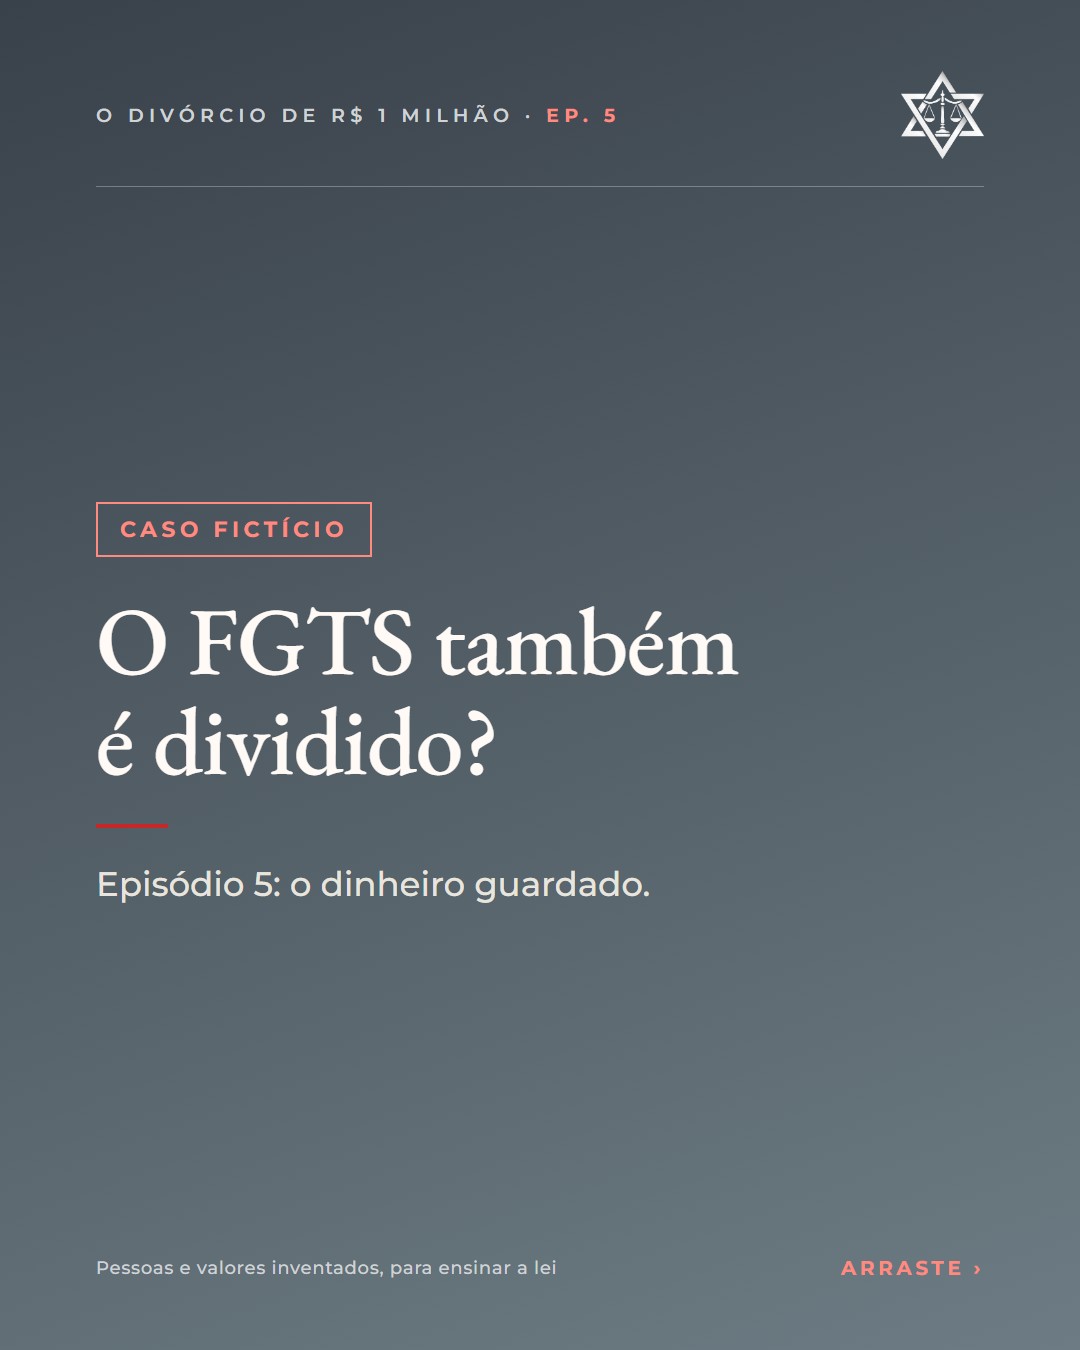 O DIVÓRCIO DE R$ 1 MILHÃO · EP. 5
CASO FICTÍCIO
O FGTS também
é dividido?
Episódio 5: o dinheiro guardado.
Pessoas e valores inventados, para ensinar a lei
ARRASTE ›